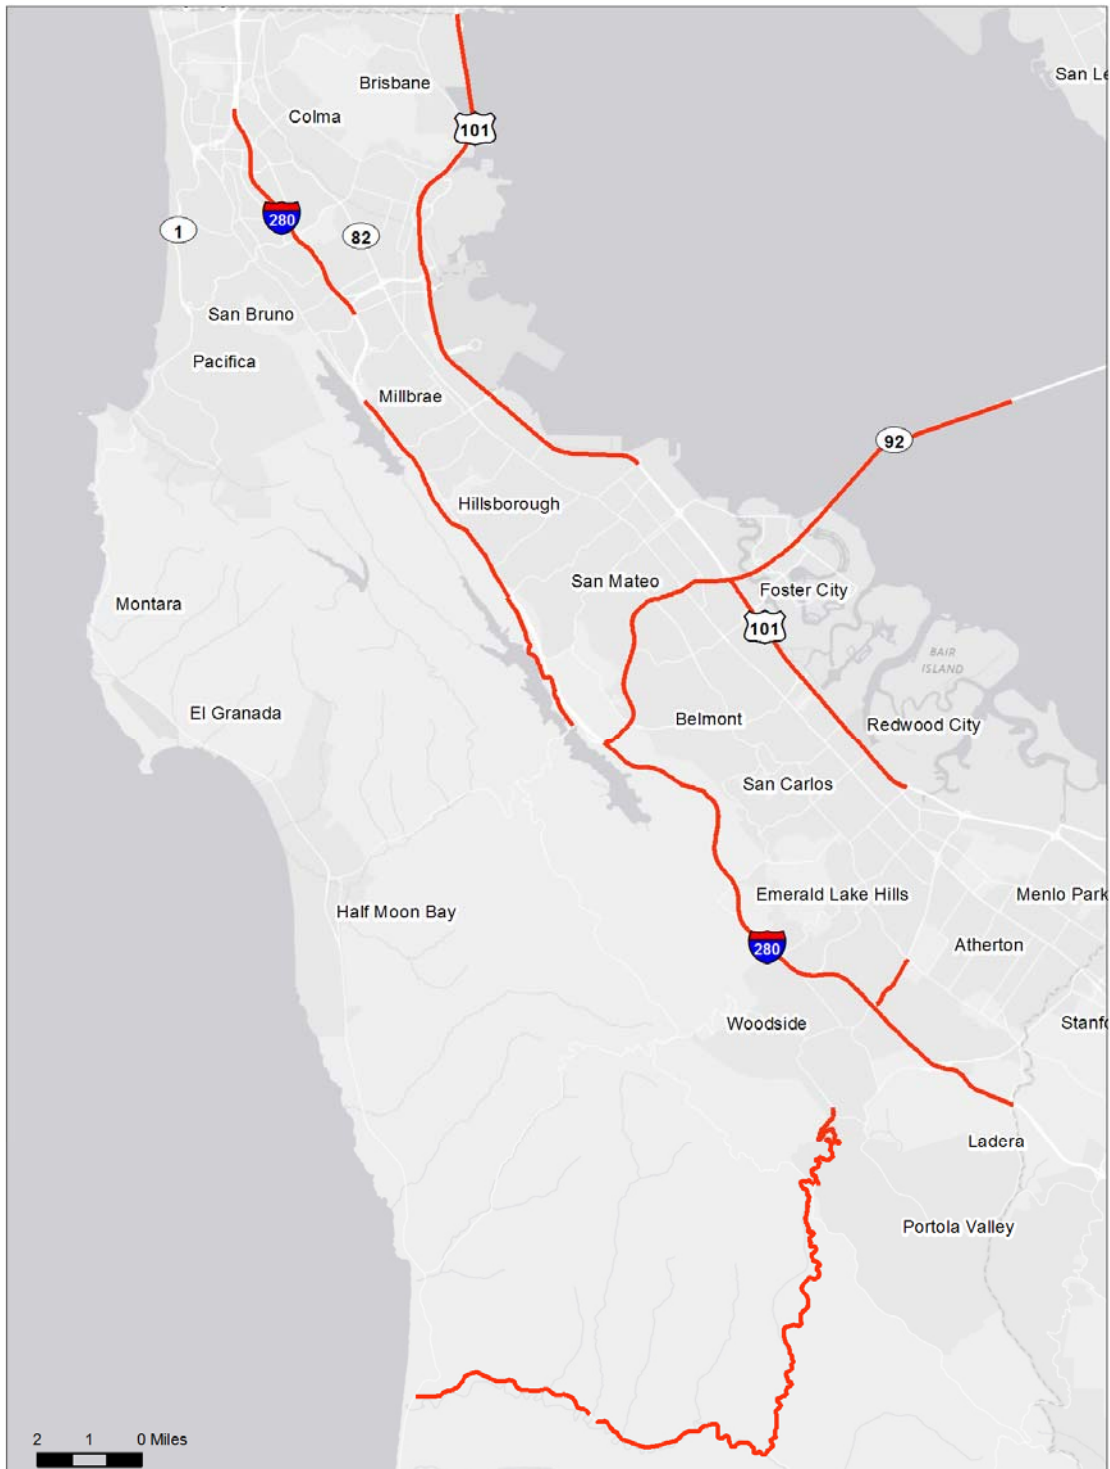 San Le
Brisbane
Colma
101
280
1
82
San Bruno
Pacifica
Millbrae
92
Hillsborough
San Mateo
Foster City
Montara
101
BAIR
ISLAND
El Granada
Belmont
Redwood City
San Carlos
Emerald Lake Hills
Menlo Park
Half Moon Bay
Atherton
280
Woodside
Stanfo
Ladera
Portola Valley
2 1 0 Miles